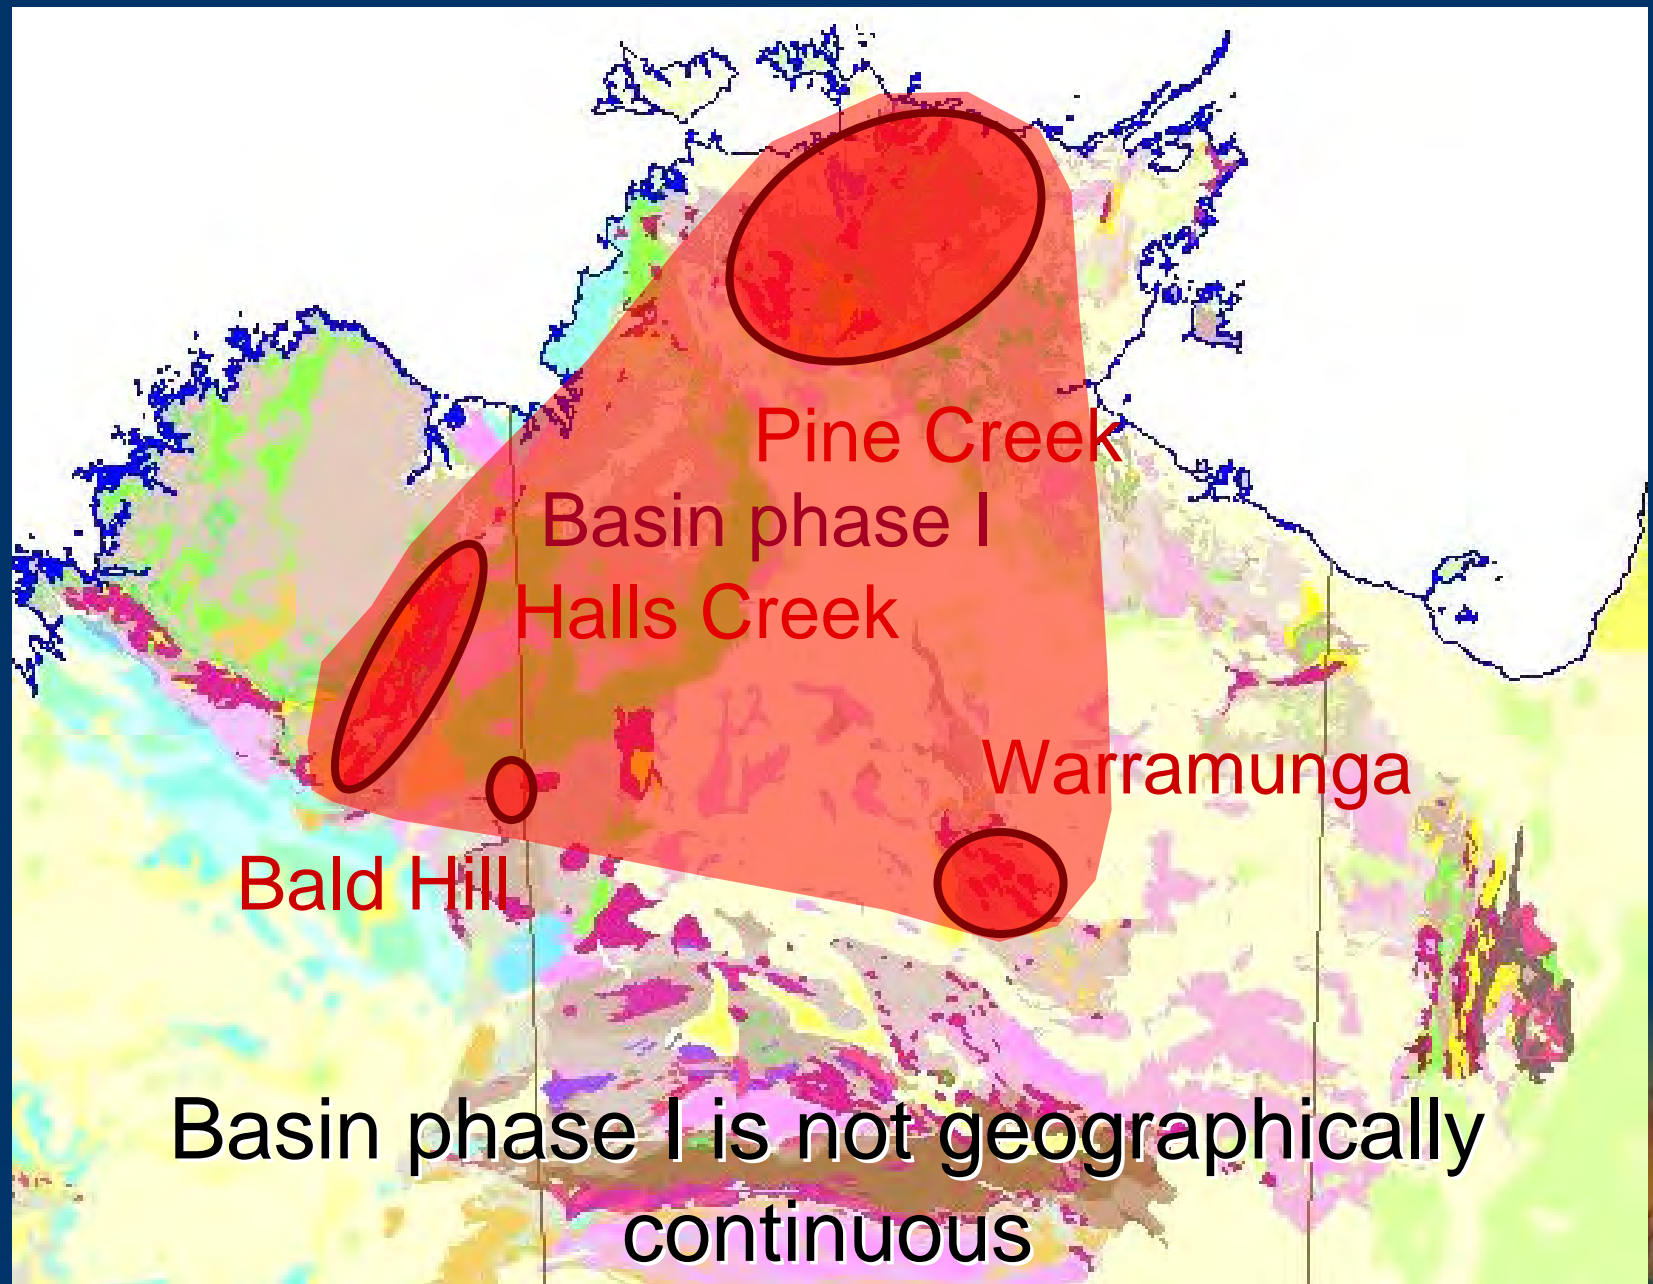 Pine Creek
Basin phase I
Halls Creek
Warramunga
Bald Hill
Basin phase I is not geographically
continuous